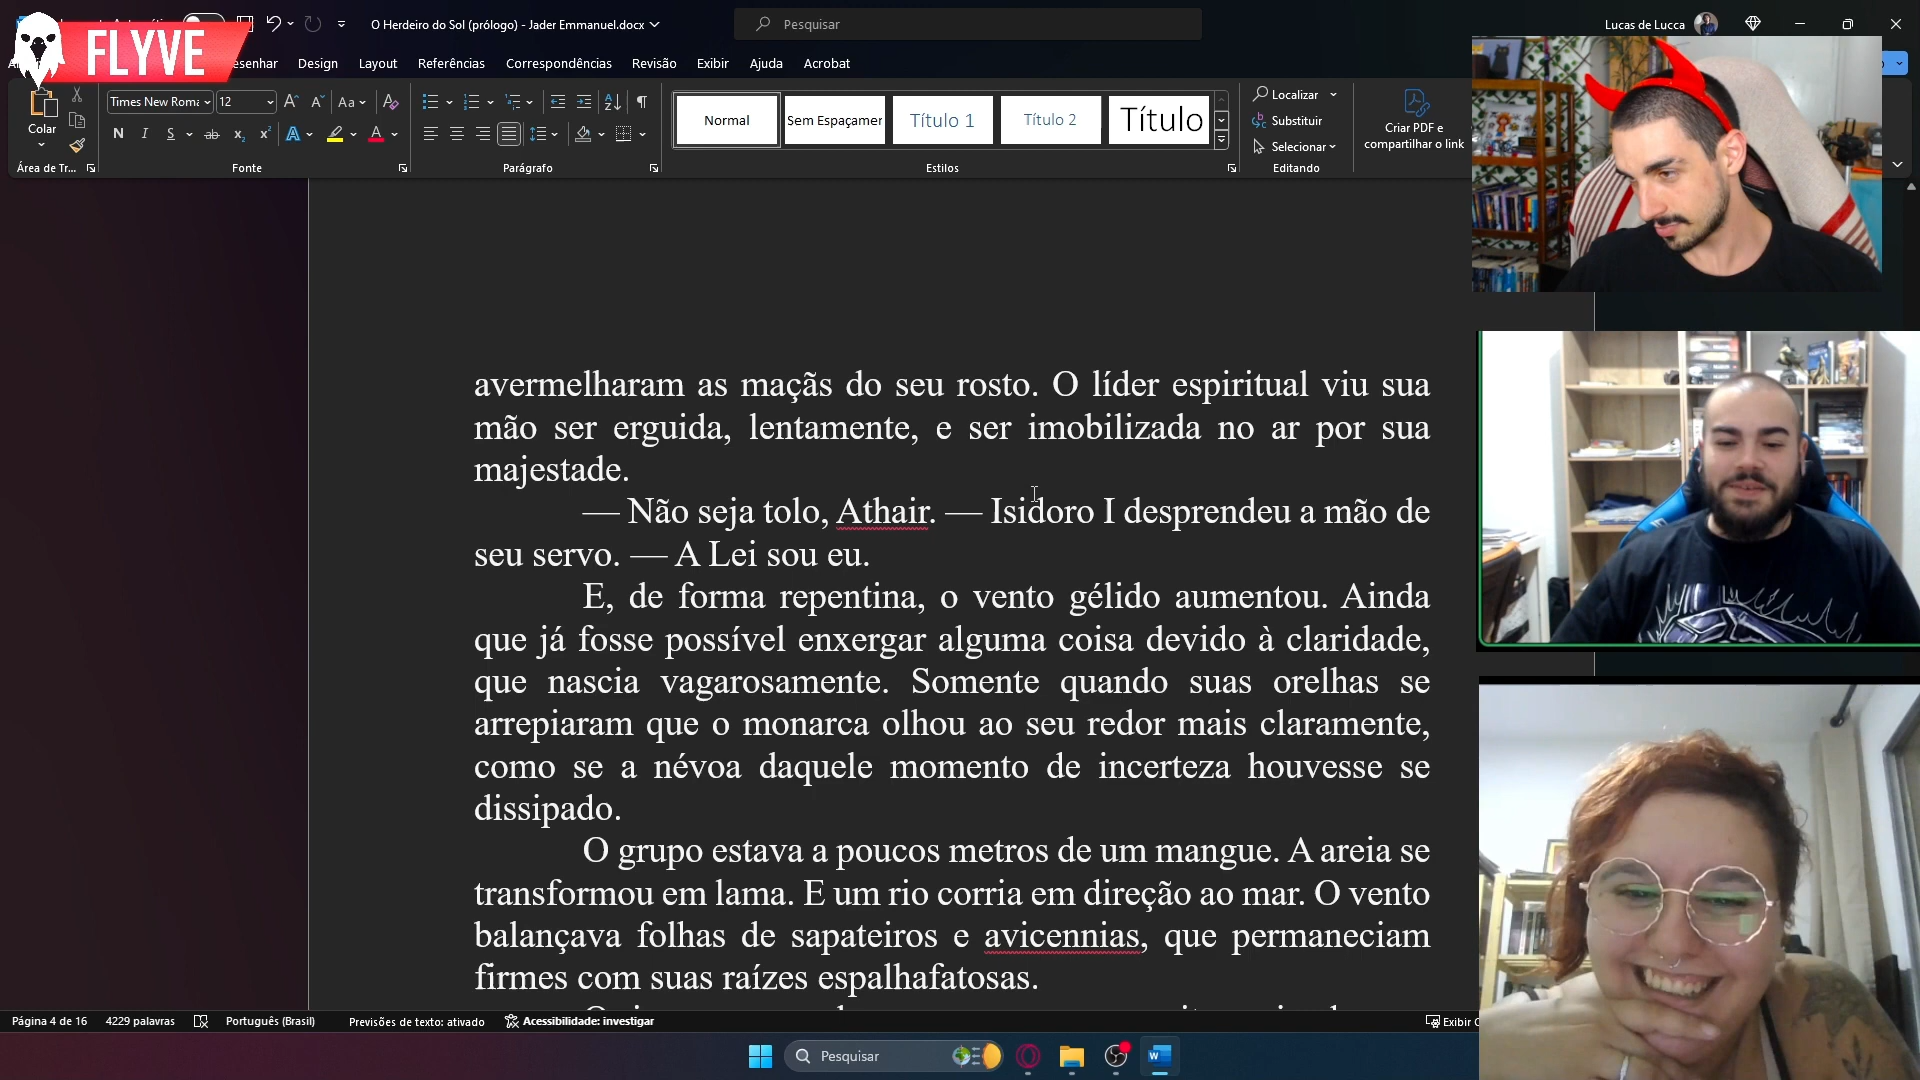 O Herdeiro do Sol (prólogo) - Jader Emmanuel.docx
Pesquisar
Lucas de Lucca
FLYVE
Design
Layout
Referências
Correspondências
Revisão
Exibir
Ajuda
Acrobat
Colar
Times New Roma
12
Aa
N
I
S
ab
Normal
Sem Espaçamen
Título 1
Título 2
Título
Localizar
Substituir
Selecionar
Criar PDF e
compartilhar o link
Área de Tr...
Fonte
Parágrafo
Estilos
Editando
avermelharam as maçãs do seu rosto. O líder espiritual viu sua
mão ser erguida, lentamente, e ser imobilizada no ar por sua
majestade.
— Não seja tolo, Athair. — Isidoro I desprendeu a mão de
seu servo. — A Lei sou eu.
E, de forma repentina, o vento gélido aumentou. Ainda
que já fosse possível enxergar alguma coisa devido à claridade,
que nascia vagarosamente. Somente quando suas orelhas se
arrepiaram que o monarca olhou ao seu redor mais claramente,
como se a névoa daquele momento de incerteza houvesse se
dissipado.
O grupo estava a poucos metros de um mangue. A areia se
transformou em lama. E um rio corria em direção ao mar. O vento
balançava folhas de sapateiros e avicennias, que permaneciam
firmes com suas raízes espalhafatosas.
Página 4 de 16
4229 palavras
Português (Brasil)
Previsões de texto: ativado
Acessibilidade: investigar
Pesquisar